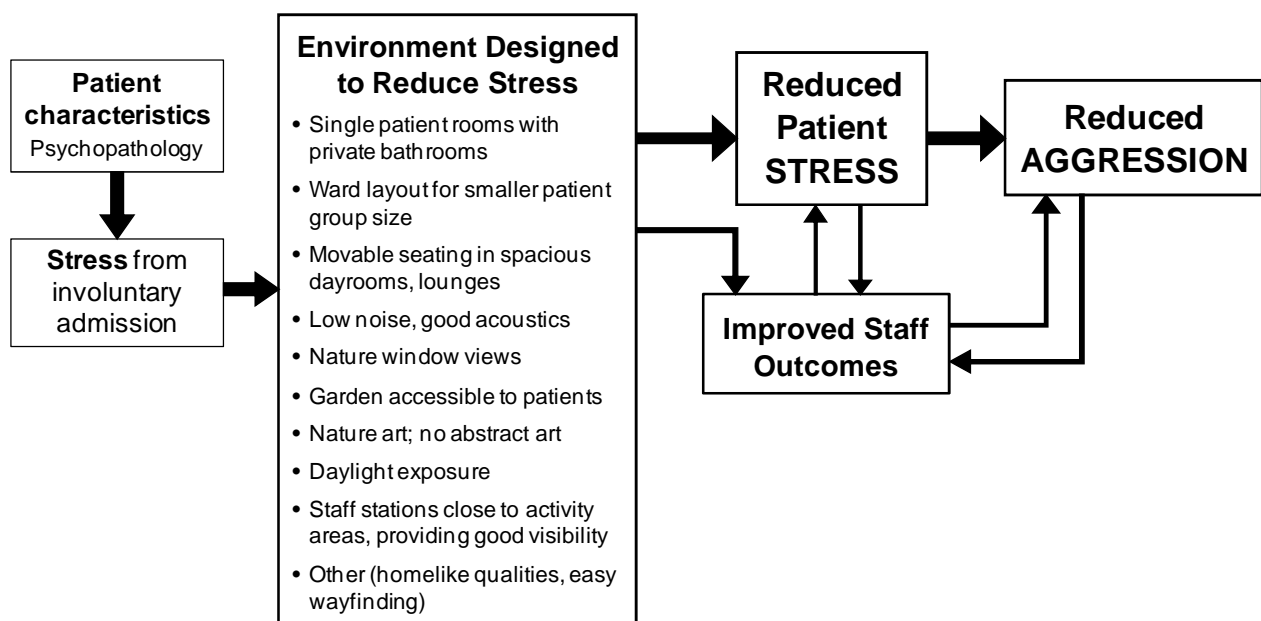 Patient
characteristics
Psychopathology
Stress from
involuntary
admission
Environment Designed
to Reduce Stress
• Single patient rooms with
private bathrooms
• Ward layout for smaller patient
group size
• Movable seating in spacious
dayrooms, lounges
• Low noise, good acoustics
• Nature window views
• Garden accessible to patients
• Nature art; no abstract art
• Daylight exposure
• Staff stations close to activity
areas, providing good visibility
• Other (homelike qualities, easy
wayfinding)
Reduced
Patient
STRESS
Improved Staff
Outcomes
Reduced
AGGRESSION